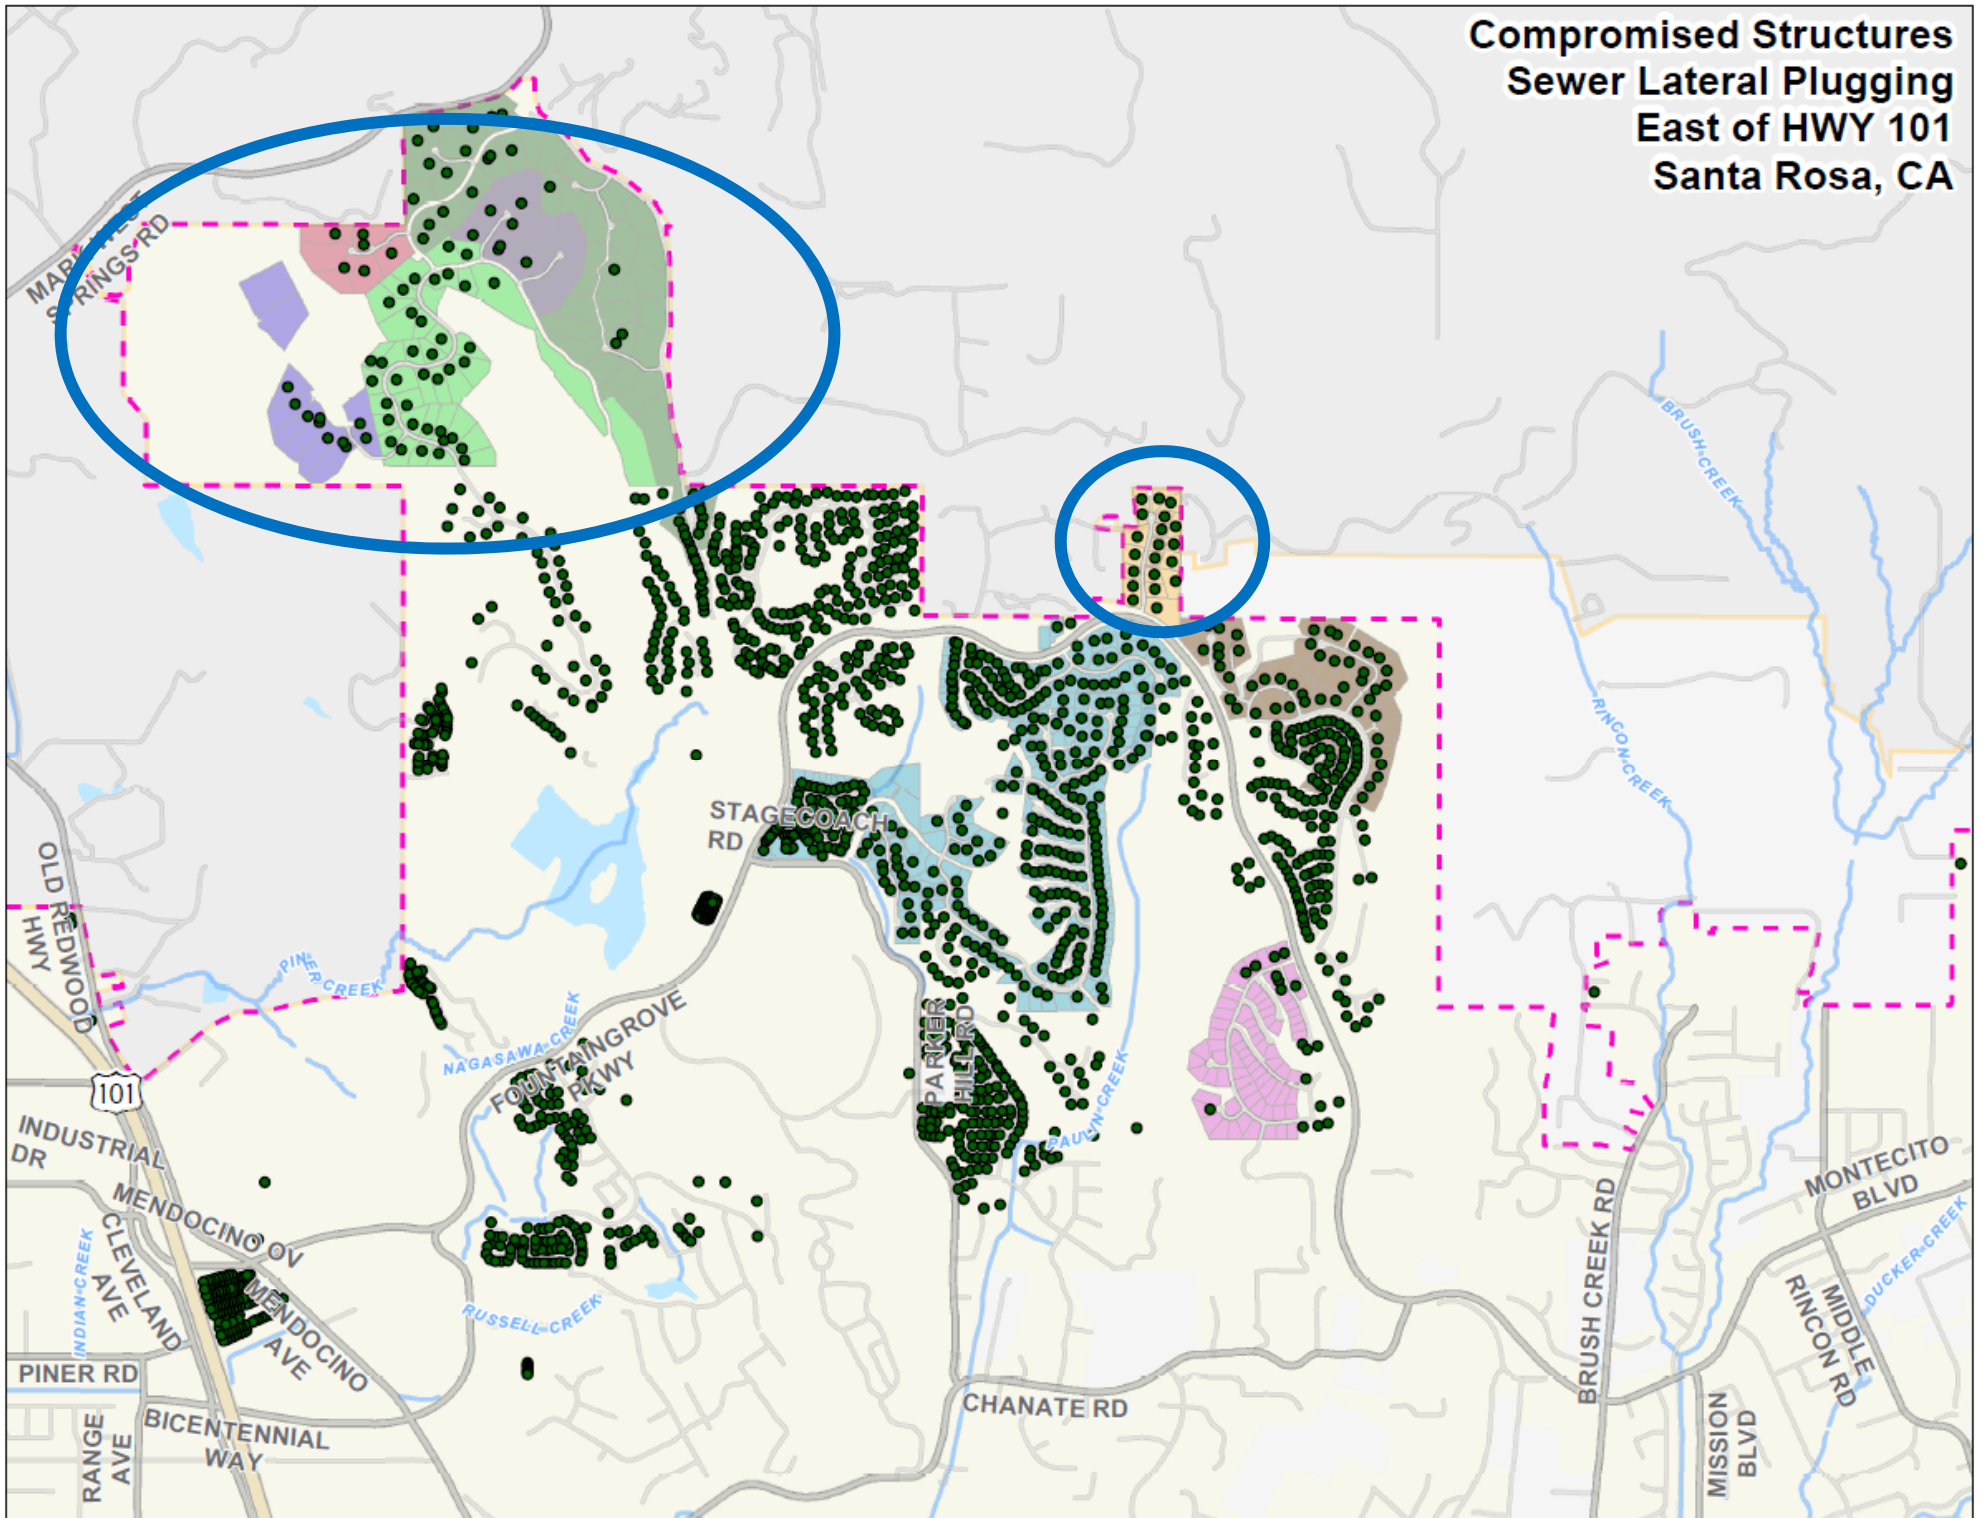 Compromised Structures
Sewer Lateral Plugging
East of HWY 101
Santa Rosa, CA
MARK WEST
SPRINGS RD
BRUSH CREEK
RINCON CREEK
STAGECOACH
RD
OLD REDWOOD
HWY
PINER CREEK
NAGASAWA CREEK
FOUNTAINGROVE
PKWY
PARKER
HILL RD
PAULIN CREEK
101
INDUSTRIAL
DR
MENDOCINO OV
CLEVELAND
AVE
INDIAN CREEK
MENDOCINO
AVE
RUSSELL CREEK
PINER RD
BICENTENNIAL
WAY
RANGE
AVE
CHANATE RD
BRUSH CREEK RD
MONTECITO
BLVD
DUCKER CREEK
MIDDLE
RINCON RD
MISSION
BLVD